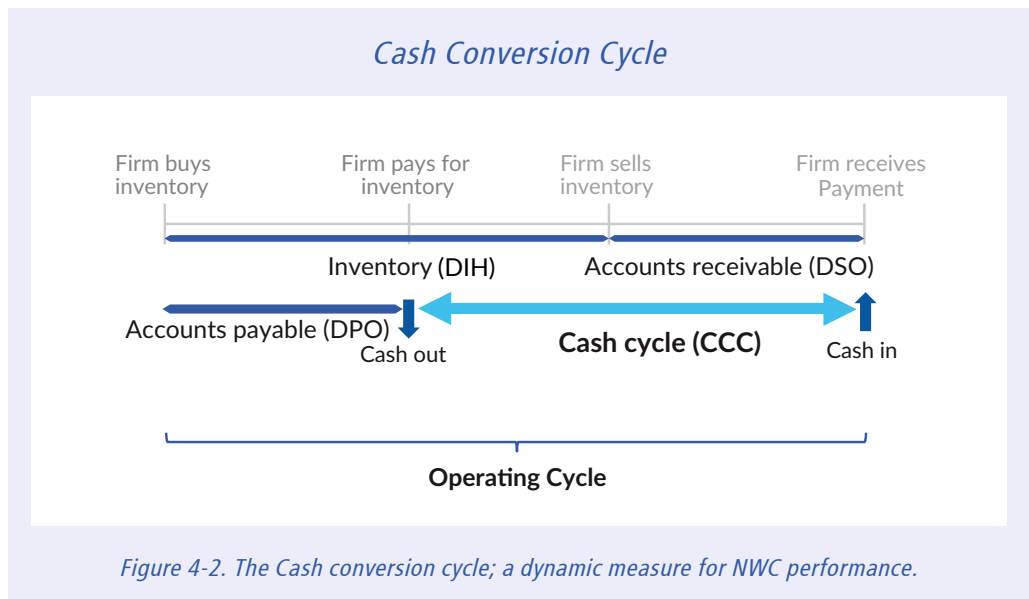 Cash Conversion Cycle
Firm buys
inventory
Firm pays for
inventory
Firm sells
inventory
Firm receives
Payment
Inventory (DIH)
Accounts receivable (DSO)
Accounts payable (DPO)
Cash out
Cash cycle (CCC)
Cash in
Operating Cycle
Figure 4-2. The Cash conversion cycle; a dynamic measure for NWC performance.